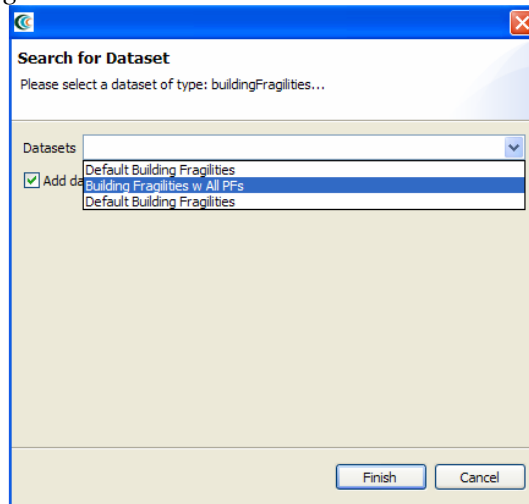 Search for Dataset
Please select a dataset of type: buildingFragilities...
Datasets
Default Building Fragilities
Add da
Building Fragilities w All PFs
Default Building Fragilities
Finish Cancel